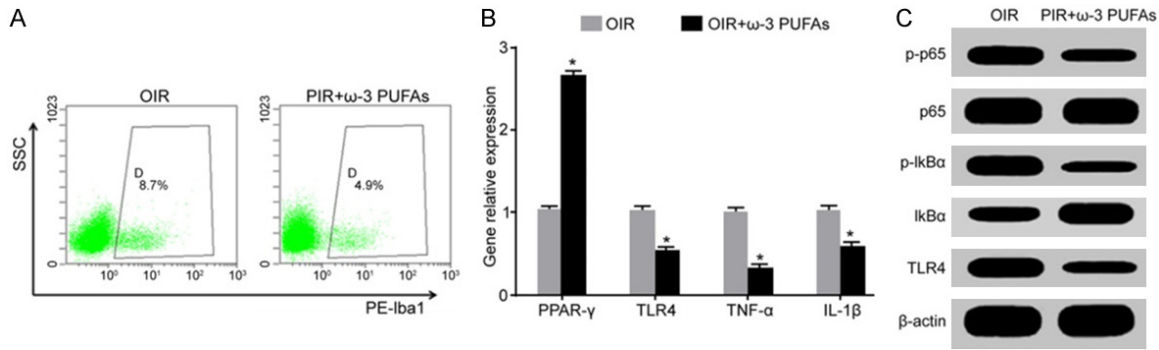 A
OIR
PIR+ω-3 PUFAs
1023
0
SSC
D
8.7%
10⁰ 10¹ 10² 10³
1023
0
D
4.9%
10⁰ 10¹ 10² 10³
PE-Iba1
B
OIR
OIR+ω-3 PUFAs
Gene relative expression
3
2
1
0
*
*
*
*
PPAR-γ TLR4 TNF-α IL-1β
C
OIR PIR+ω-3 PUFAs
p-p65
p65
p-IkBα
IkBα
TLR4
β-actin